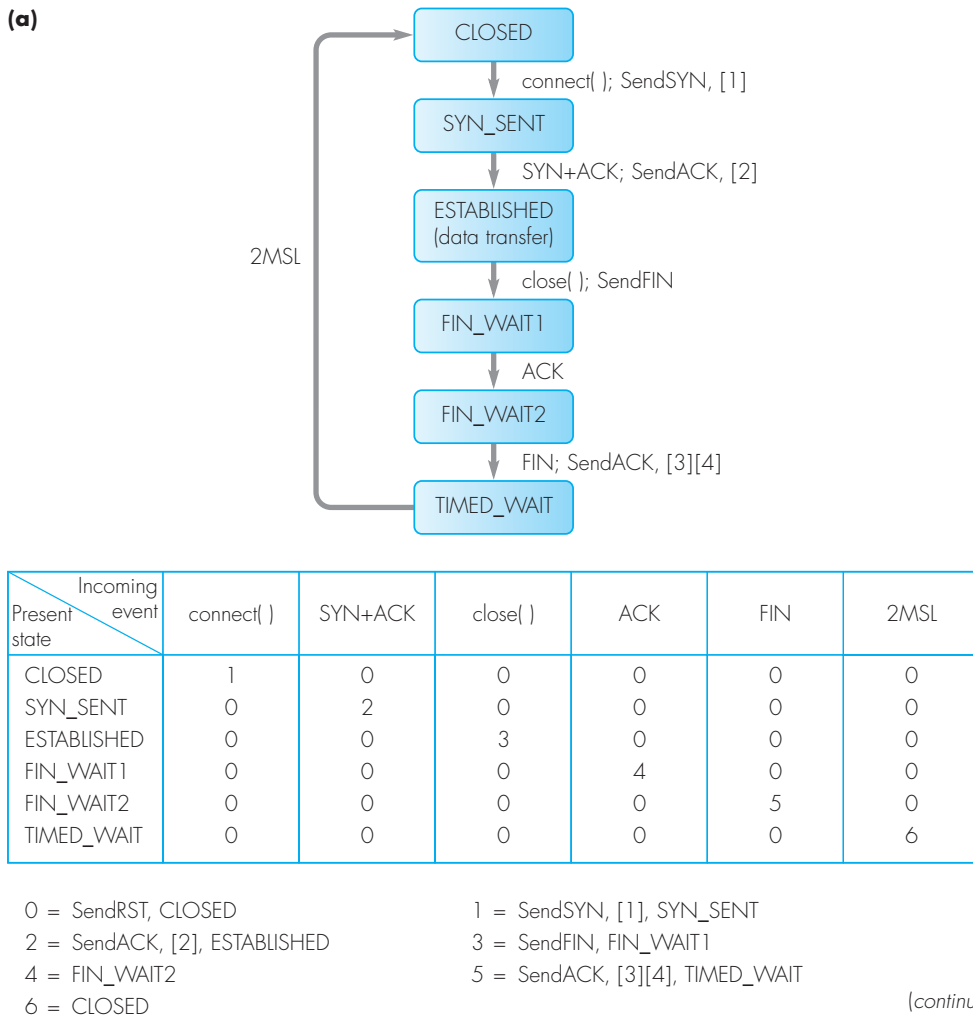 (a)
CLOSED
connect( ); SendSYN, [1]
SYN_SENT
SYN+ACK; SendACK, [2]
ESTABLISHED
(data transfer)
2MSL
close( ); SendFIN
FIN_WAIT1
ACK
FIN_WAIT2
FIN; SendACK, [3][4]
TIMED_WAIT
Incoming
event
Present
state
connect( ) SYN+ACK close( ) ACK FIN 2MSL
CLOSED 1 0 0 0 0 0
SYN_SENT 0 2 0 0 0 0
ESTABLISHED 0 0 3 0 0 0
FIN_WAIT1 0 0 0 4 0 0
FIN_WAIT2 0 0 0 0 5 0
TIMED_WAIT 0 0 0 0 0 6
0 = SendRST, CLOSED 1 = SendSYN, [1], SYN_SENT
2 = SendACK, [2], ESTABLISHED 3 = SendFIN, FIN_WAIT1
4 = FIN_WAIT2 5 = SendACK, [3][4], TIMED_WAIT
6 = CLOSED
(continu